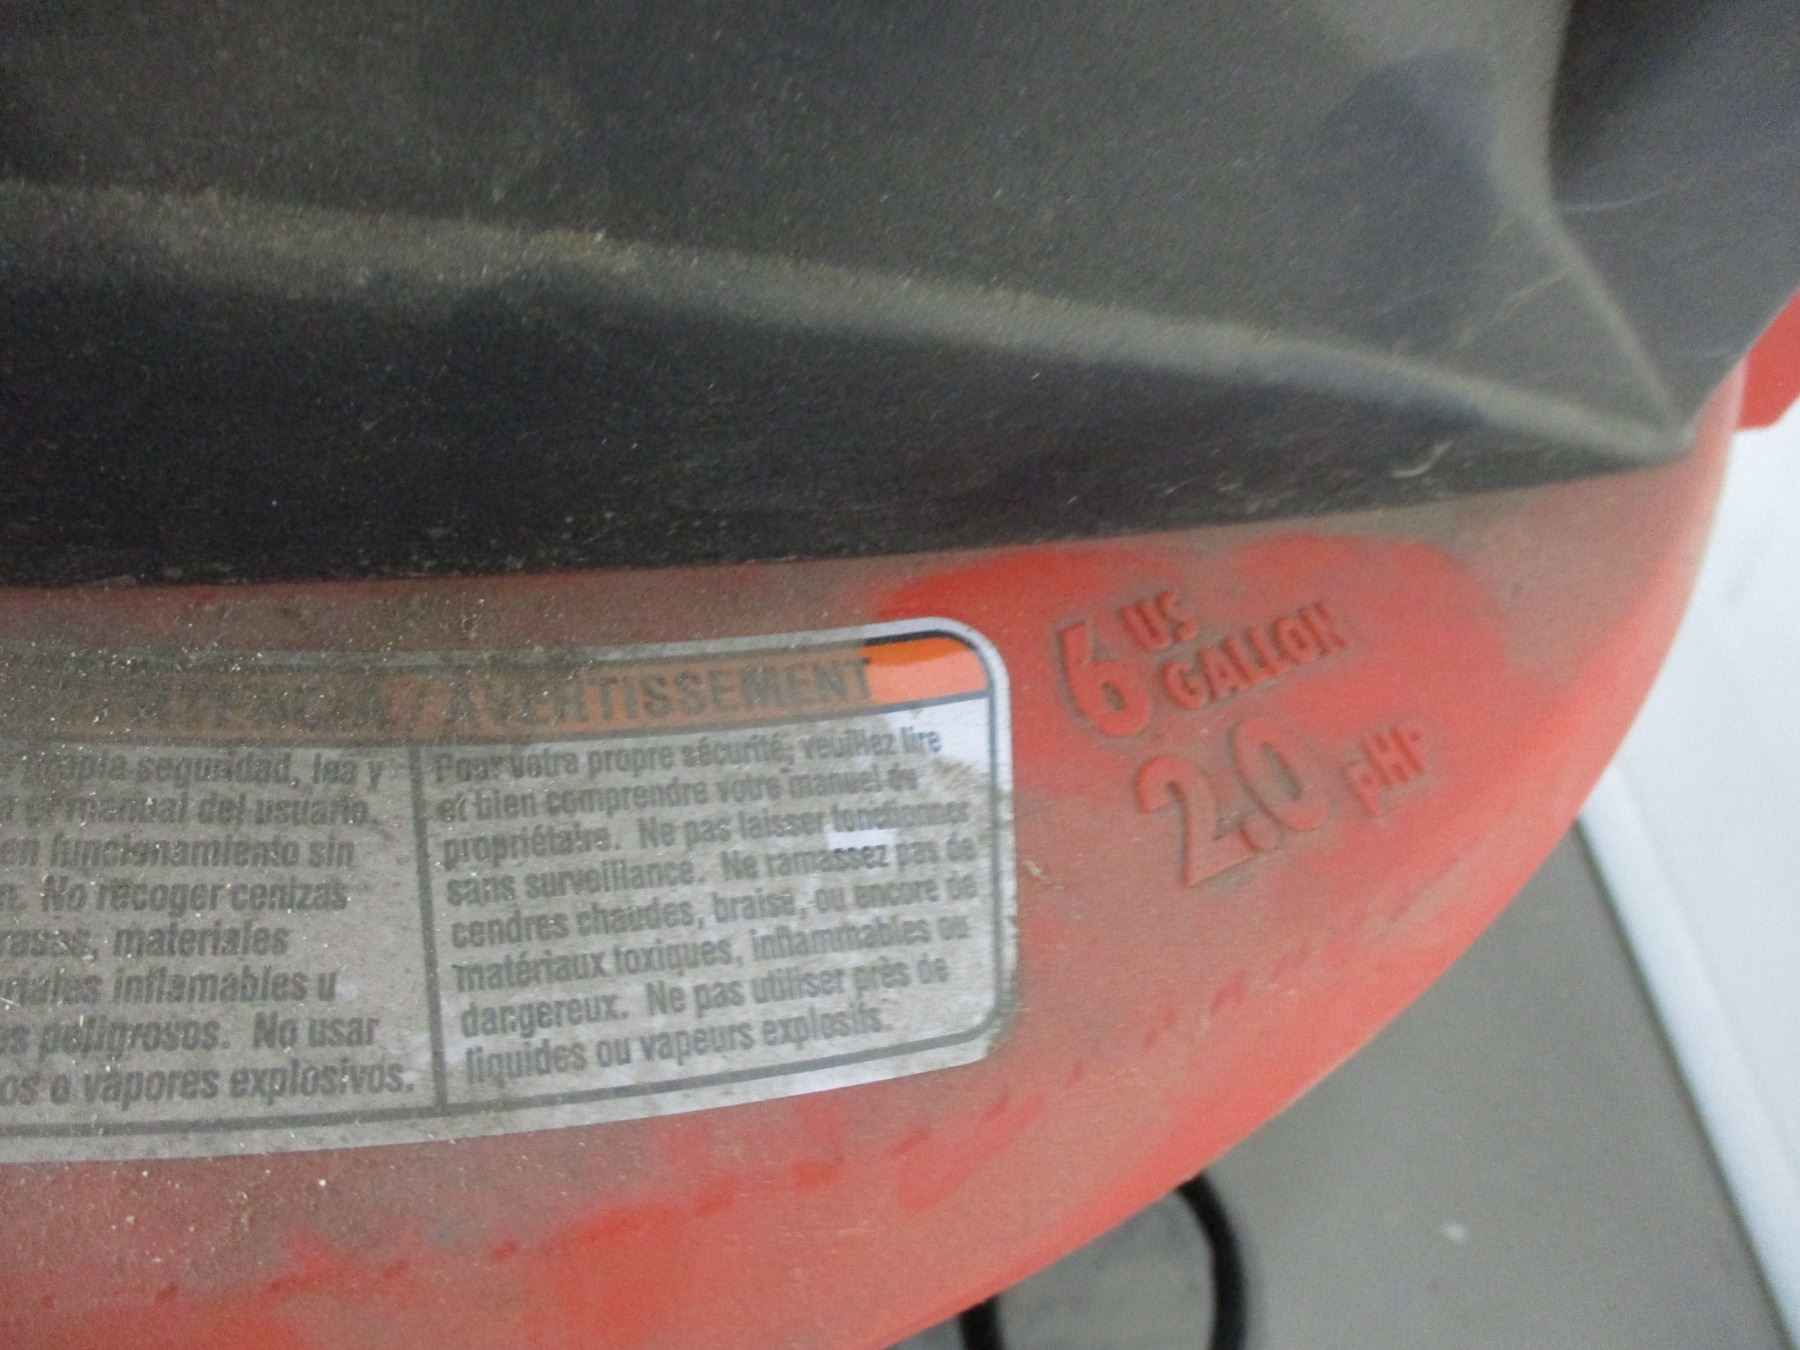 / AVERTISSEMENT
propia seguridad, lea y
el manual del usuario.
en funcionamiento sin
No recoger cenizas
materiales
inflamables u
peligrosos. No usar
o vapores explosivos.
Pour votre propre sécurité, veuillez lire
et bien comprendre votre manuel du
propriétaire. Ne pas laisser fonctionner
sans surveillance. Ne ramassez pas de
cendres chaudes, braise, ou encore de
matériaux toxiques, inflammables ou
dangereux. Ne pas utiliser près de
liquides ou vapeurs explosifs.
6 US
GALLON
2.0 pHP